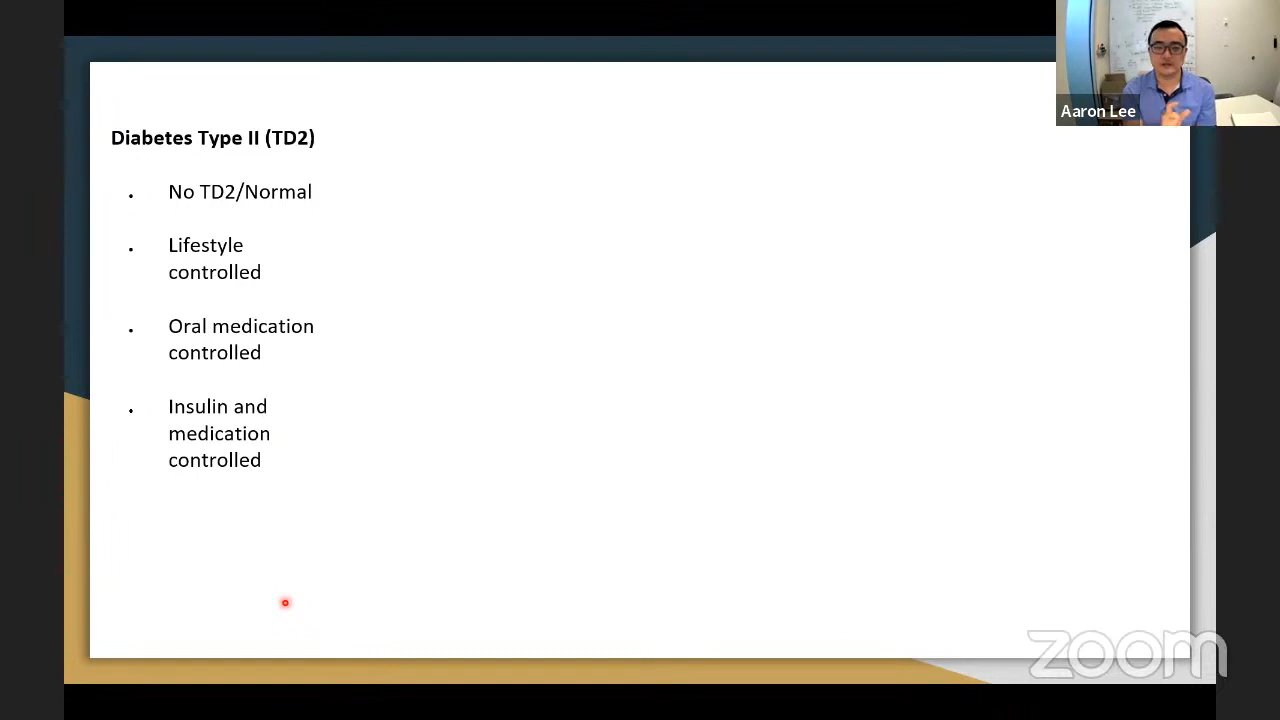 Aaron Lee
Diabetes Type II (TD2)
. No TD2/Normal
. Lifestyle
controlled
. Oral medication
controlled
. Insulin and
medication
controlled
zoom